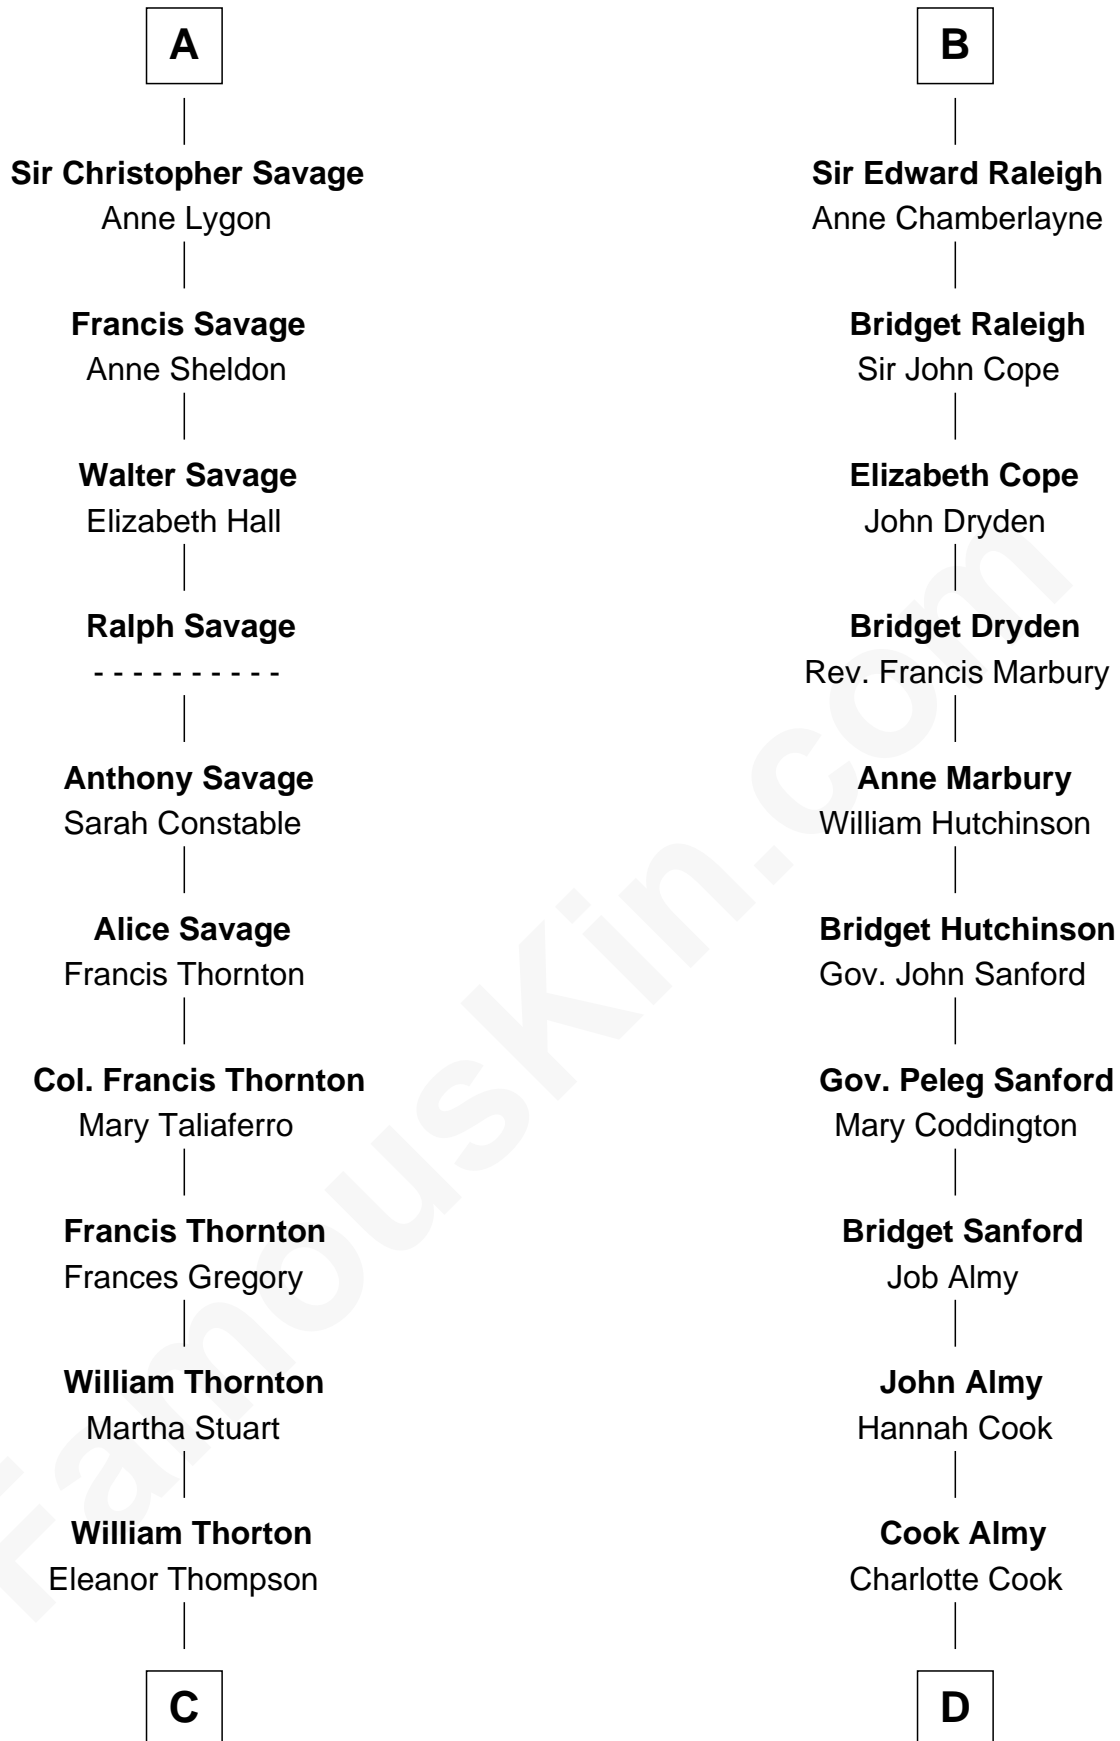 A
Sir Christopher Savage
Anne Lygon
Francis Savage
Anne Sheldon
Walter Savage
Elizabeth Hall
Ralph Savage
- - - - - - - - - -
Anthony Savage
Sarah Constable
Alice Savage
Francis Thornton
Col. Francis Thornton
Mary Taliaferro
Francis Thornton
Frances Gregory
William Thornton
Martha Stuart
William Thorton
Eleanor Thompson
C
B
Sir Edward Raleigh
Anne Chamberlayne
Bridget Raleigh
Sir John Cope
Elizabeth Cope
John Dryden
Bridget Dryden
Rev. Francis Marbury
Anne Marbury
William Hutchinson
Bridget Hutchinson
Gov. John Sanford
Gov. Peleg Sanford
Mary Coddington
Bridget Sanford
Job Almy
John Almy
Hannah Cook
Cook Almy
Charlotte Cook
D
FamousKin.com